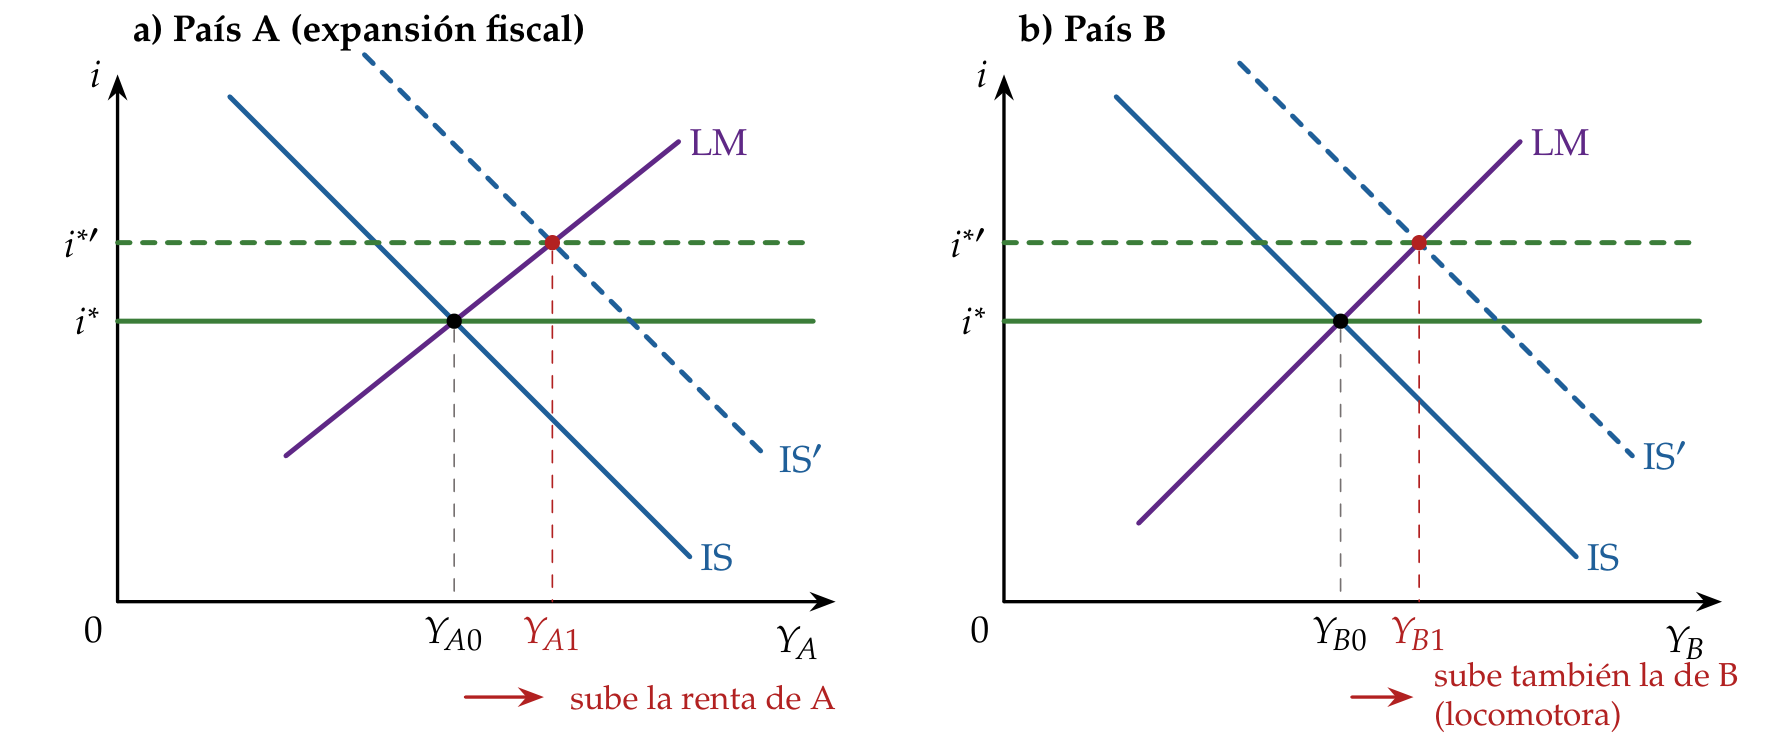 a) País A (expansión fiscal)
i
LM
i*′
i*
IS′
IS
0
Y_A0
Y_A1
Y_A
sube la renta de A
b) País B
i
LM
i*′
i*
IS′
IS
0
Y_B0
Y_B1
Y_B
sube también la de B
(locomotora)